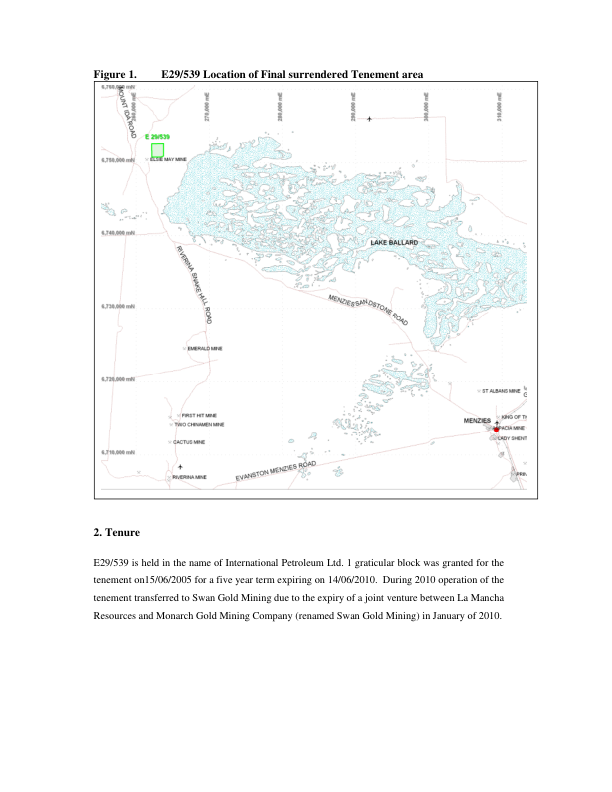 Figure 1. E29/539 Location of Final surrendered Tenement area
6,760,000 mN
MOUNT IDA ROAD
270,000 mE
280,000 mE
290,000 mE
300,000 mE
310,000 mE
E 29/539
ELSIE MAY MINE
6,750,000 mN
6,740,000 mN
LAKE BALLARD
RIVERINA SNAKE HILL ROAD
MENZIES SANDSTONE ROAD
6,730,000 mN
EMERALD MINE
6,720,000 mN
ST ALBANS MINE
FIRST HIT MINE
KING OF TH
TWO CHINAMEN MINE
MENZIES
PACIA MINE
LADY SHENT
CACTUS MINE
6,710,000 mN
EVANSTON MENZIES ROAD
RIVERINA MINE
PRIN
2. Tenure
E29/539 is held in the name of International Petroleum Ltd. 1 graticular block was granted for the
tenement on15/06/2005 for a five year term expiring on 14/06/2010. During 2010 operation of the
tenement transferred to Swan Gold Mining due to the expiry of a joint venture between La Mancha
Resources and Monarch Gold Mining Company (renamed Swan Gold Mining) in January of 2010.